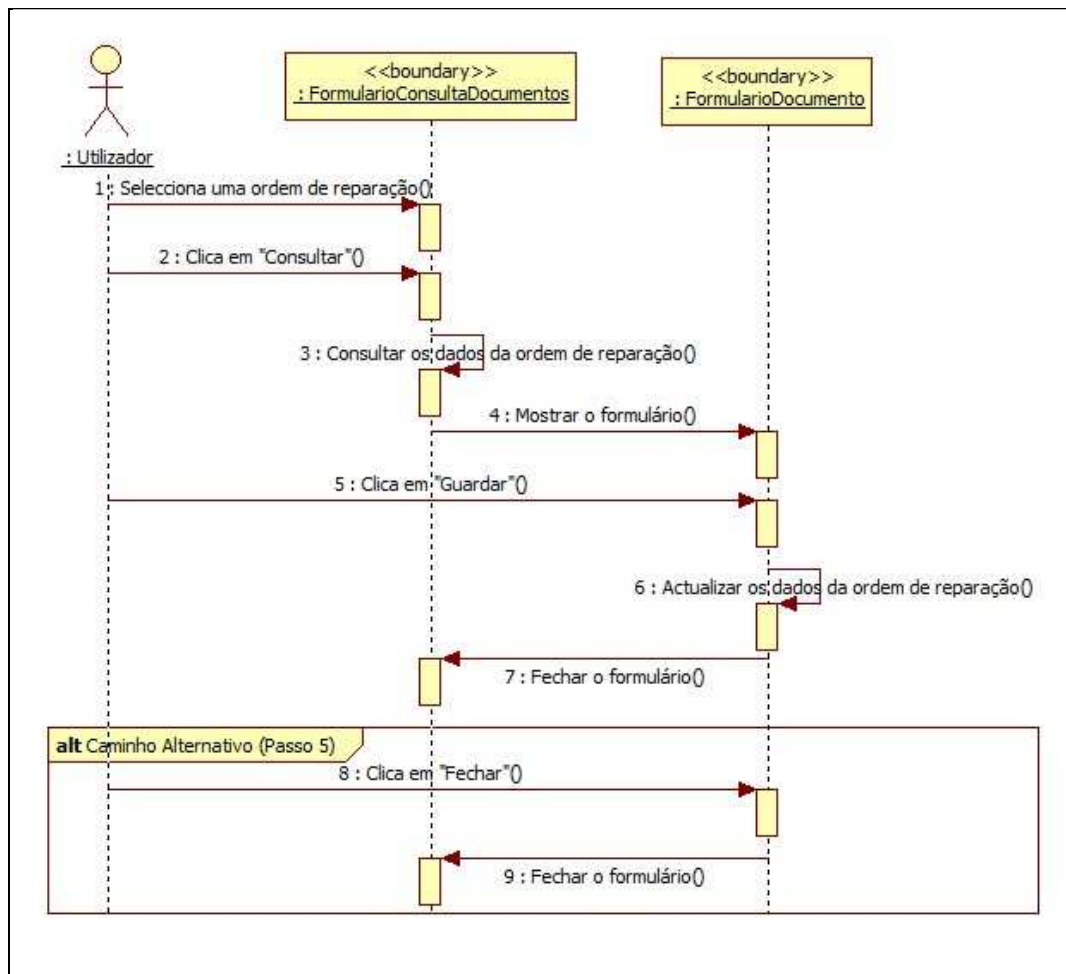 <<boundary>>
: FormularioConsultaDocumentos
<<boundary>>
: FormularioDocumento
: Utilizador
1 : Selecciona uma ordem de reparação()
2 : Clica em "Consultar"()
3 : Consultar os dados da ordem de reparação()
4 : Mostrar o formulário()
5 : Clica em "Guardar"()
6 : Actualizar os dados da ordem de reparação()
7 : Fechar o formulário()
alt Caminho Alternativo (Passo 5)
8 : Clica em "Fechar"()
9 : Fechar o formulário()